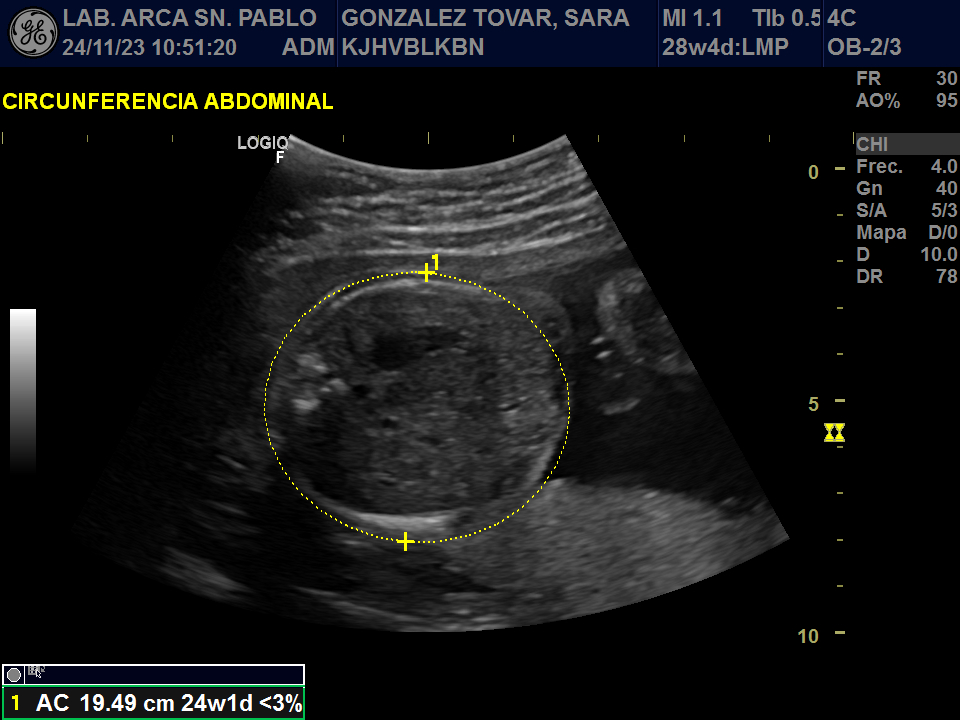 LAB. ARCA SN. PABLO GONZALEZ TOVAR, SARA MI 1.1 TIb 0.5 4C
24/11/23 10:51:20 ADM KJHVBLKBN 28w4d:LMP OB-2/3
FR 30
CIRCUNFERENCIA ABDOMINAL
AO% 95
LOGIQ
F
CHI
Frec. 4.0
Gn 40
S/A 5/3
Mapa D/0
D 10.0
DR 78
0
1
5
10
1 AC 19.49 cm 24w1d <3%